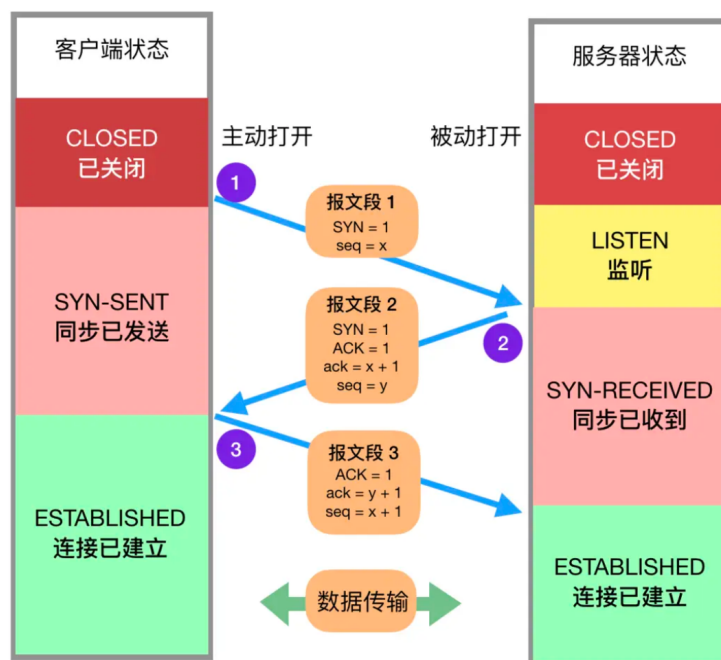 客户端状态
服务器状态
CLOSED
已关闭
主动打开
被动打开
CLOSED
已关闭
1
报文段 1
SYN = 1
seq = x
LISTEN
监听
SYN-SENT
同步已发送
报文段 2
SYN = 1
ACK = 1
ack = x + 1
seq = y
2
SYN-RECEIVED
同步已收到
3
报文段 3
ACK = 1
ack = y + 1
seq = x + 1
ESTABLISHED
连接已建立
ESTABLISHED
连接已建立
数据传输